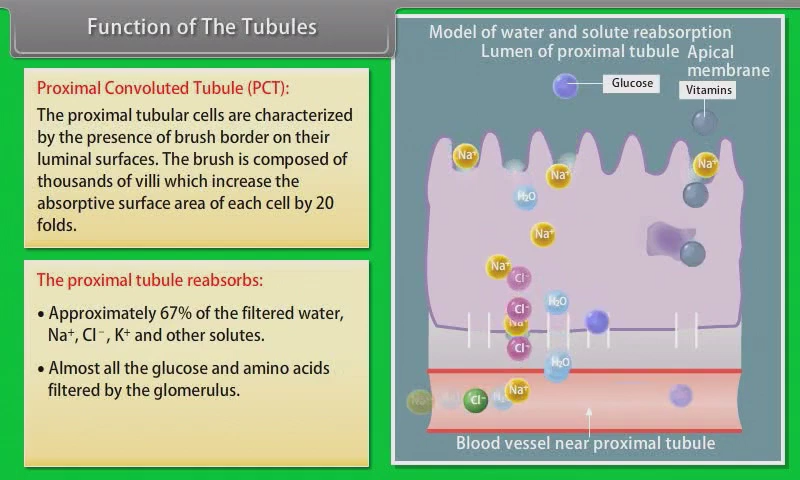 Function of The Tubules
Proximal Convoluted Tubule (PCT):
The proximal tubular cells are characterized
by the presence of brush border on their
luminal surfaces. The brush is composed of
thousands of villi which increase the
absorptive surface area of each cell by 20
folds.
The proximal tubule reabsorbs:
• Approximately 67% of the filtered water,
Na⁺, Cl⁻, K⁺ and other solutes.
• Almost all the glucose and amino acids
filtered by the glomerulus.
Model of water and solute reabsorption
Lumen of proximal tubule
Apical
membrane
Glucose
Vitamins
Na⁺
Na⁺
Na⁺
H₂O
Na⁺
Na⁺
Cl⁻
H₂O
Cl⁻
Na⁺
Cl⁻
H₂O
Na⁺
Na⁺
Cl⁻
Blood vessel near proximal tubule